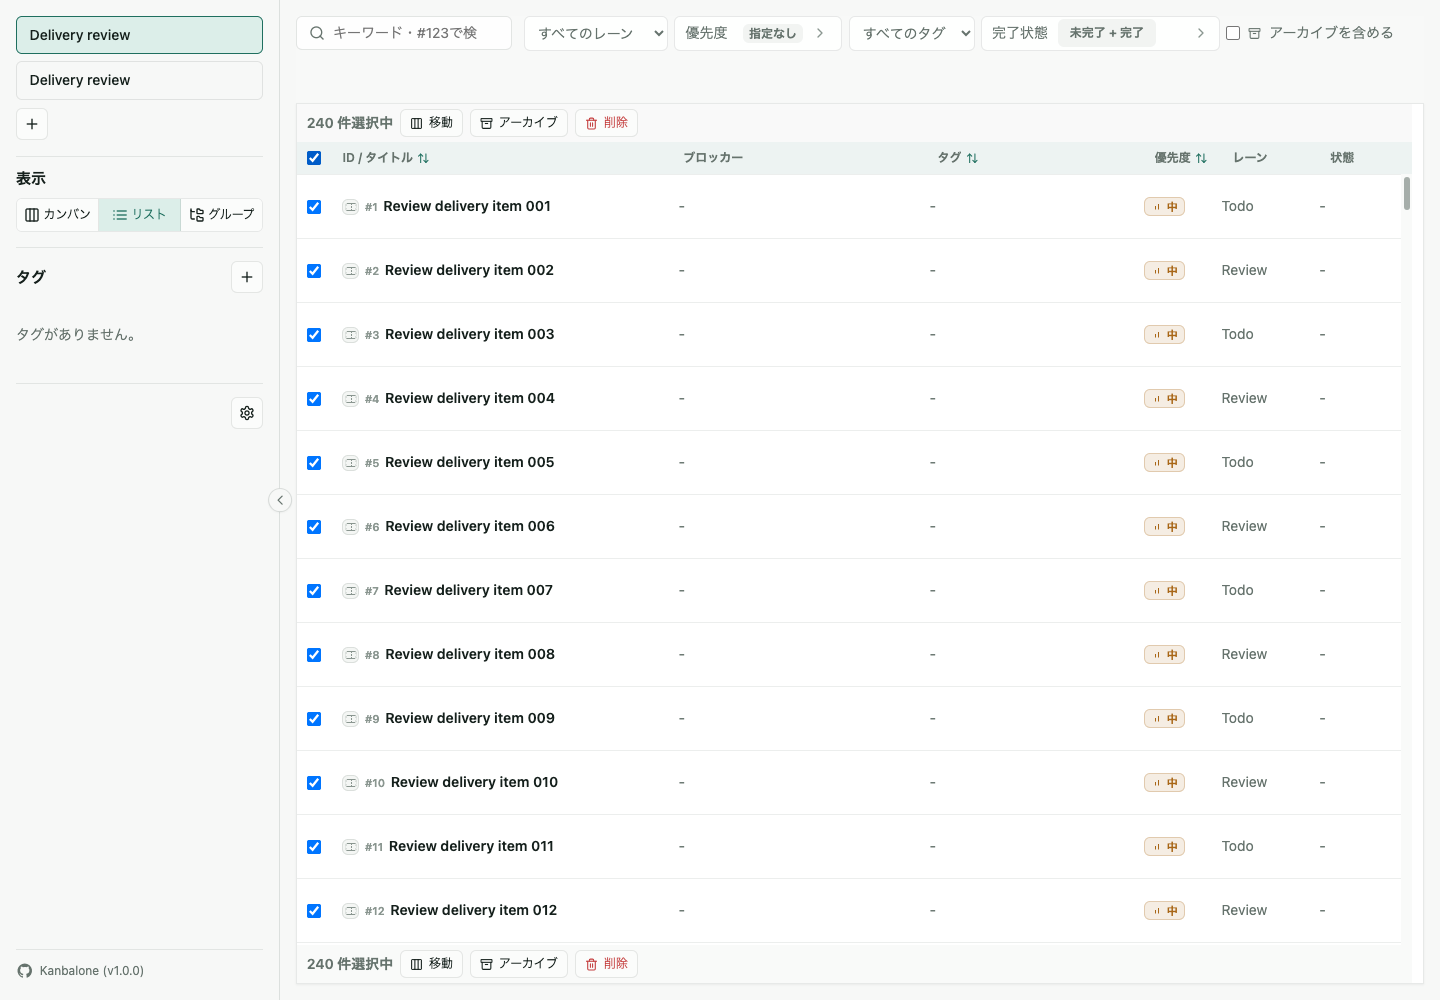 Delivery review
Delivery review
表示
カンバン リスト グループ
タグ
タグがありません。
Kanbalone (v1.0.0)
キーワード・#123で検 すべてのレーン 優先度 指定なし すべてのタグ 完了状態 未完了 + 完了 アーカイブを含める
240 件選択中 移動 アーカイブ 削除
ID / タイトル ブロッカー タグ 優先度 レーン 状態
#1 Review delivery item 001 - - 中 Todo -
#2 Review delivery item 002 - - 中 Review -
#3 Review delivery item 003 - - 中 Todo -
#4 Review delivery item 004 - - 中 Review -
#5 Review delivery item 005 - - 中 Todo -
#6 Review delivery item 006 - - 中 Review -
#7 Review delivery item 007 - - 中 Todo -
#8 Review delivery item 008 - - 中 Review -
#9 Review delivery item 009 - - 中 Todo -
#10 Review delivery item 010 - - 中 Review -
#11 Review delivery item 011 - - 中 Todo -
#12 Review delivery item 012 - - 中 Review -
240 件選択中 移動 アーカイブ 削除